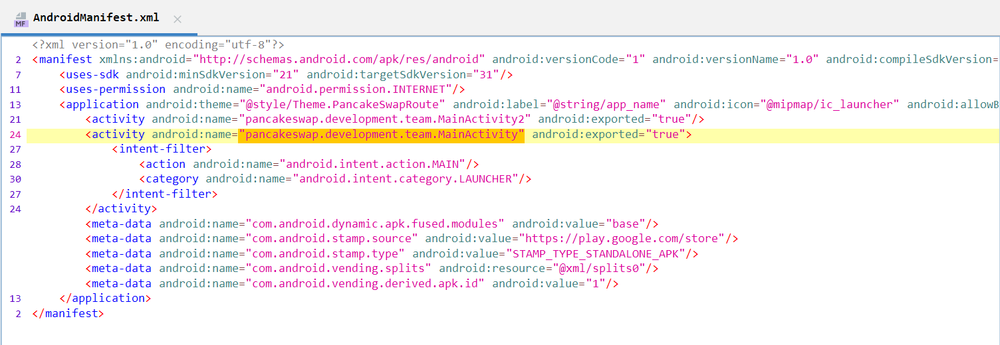 AndroidManifest.xml
MF
<?xml version="1.0" encoding="utf-8"?>
2 <manifest xmlns:android="http://schemas.android.com/apk/res/android" android:versionCode="1" android:versionName="1.0" android:compileSdkVersion=
7 <uses-sdk android:minSdkVersion="21" android:targetSdkVersion="31"/>
11 <uses-permission android:name="android.permission.INTERNET"/>
13 <application android:theme="@style/Theme.PancakeSwapRoute" android:label="@string/app_name" android:icon="@mipmap/ic_launcher" android:allowB
21 <activity android:name="pancakeswap.development.team.MainActivity2" android:exported="true"/>
24 <activity android:name="pancakeswap.development.team.MainActivity" android:exported="true">
27 <intent-filter>
28 <action android:name="android.intent.action.MAIN"/>
30 <category android:name="android.intent.category.LAUNCHER"/>
27 </intent-filter>
24 </activity>
<meta-data android:name="com.android.dynamic.apk.fused.modules" android:value="base"/>
<meta-data android:name="com.android.stamp.source" android:value="https://play.google.com/store"/>
<meta-data android:name="com.android.stamp.type" android:value="STAMP_TYPE_STANDALONE_APK"/>
<meta-data android:name="com.android.vending.splits" android:resource="@xml/splits0"/>
<meta-data android:name="com.android.vending.derived.apk.id" android:value="1"/>
13 </application>
2 </manifest>